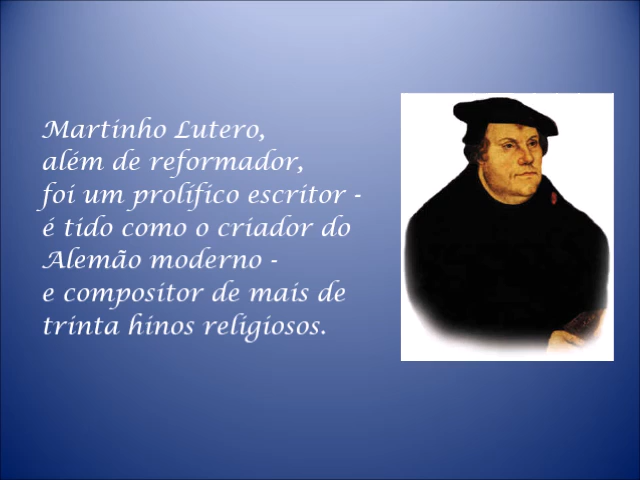 Martinho Lutero,
além de reformador,
foi um prolífico escritor -
é tido como o criador do
Alemão moderno -
e compositor de mais de
trinta hinos religiosos.